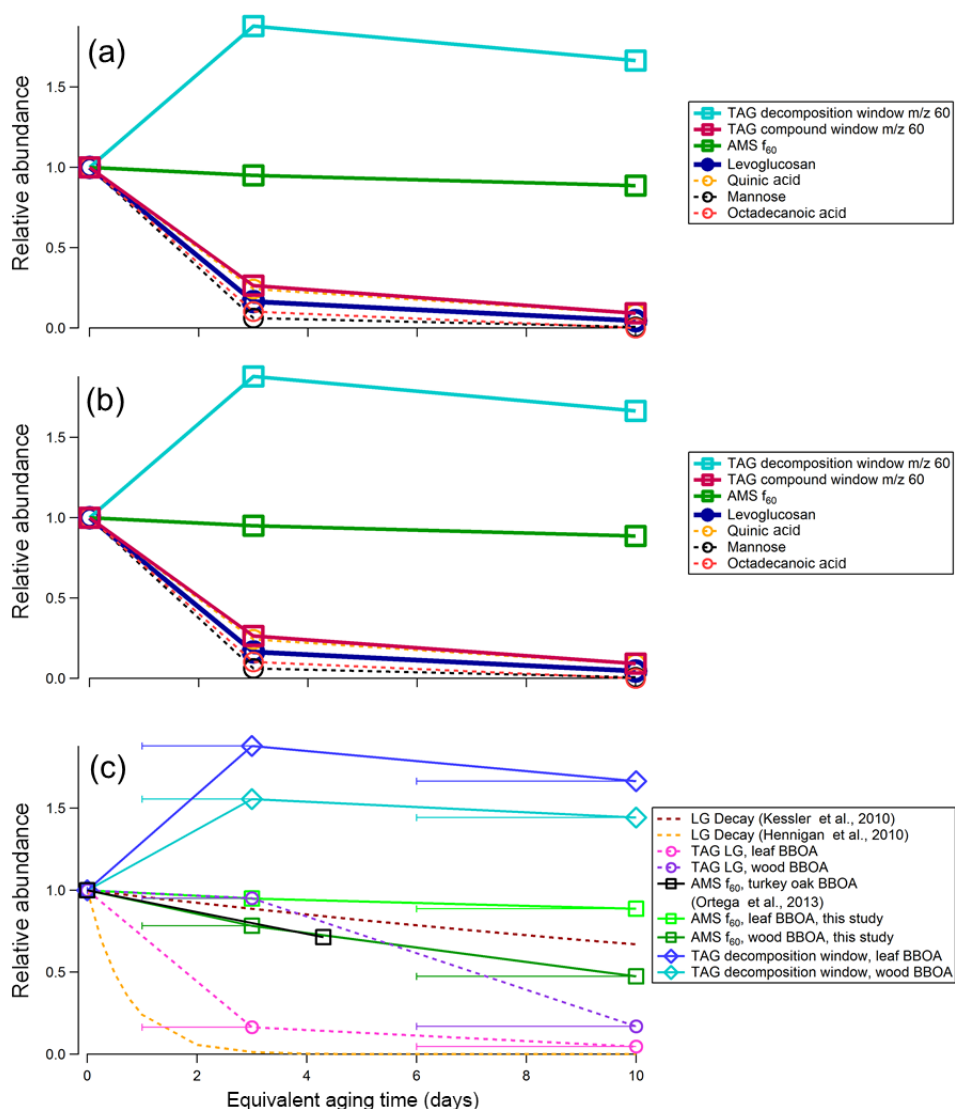 (a)
Relative abundance
1.5
1.0
0.5
0.0
TAG decomposition window m/z 60
TAG compound window m/z 60
AMS f60
Levoglucosan
Quinic acid
Mannose
Octadecanoic acid
(b)
Relative abundance
1.5
1.0
0.5
0.0
TAG decomposition window m/z 60
TAG compound window m/z 60
AMS f60
Levoglucosan
Quinic acid
Mannose
Octadecanoic acid
(c)
Relative abundance
1.5
1.0
0.5
0.0
0 2 4 6 8 10
Equivalent aging time (days)
LG Decay (Kessler et al., 2010)
LG Decay (Hennigan et al., 2010)
TAG LG, leaf BBOA
TAG LG, wood BBOA
AMS f60, turkey oak BBOA
(Ortega et al., 2013)
AMS f60, leaf BBOA, this study
AMS f60, wood BBOA, this study
TAG decomposition window, leaf BBOA
TAG decomposition window, wood BBOA